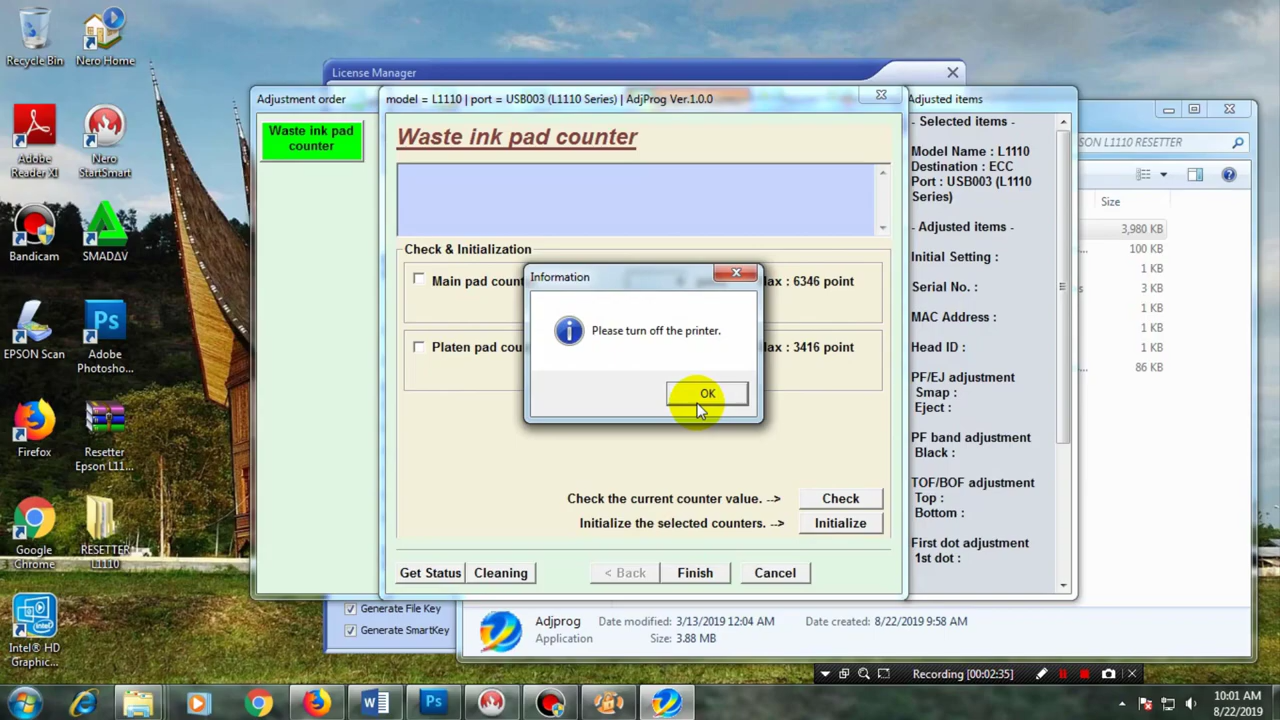 Recycle Bin
Nero Home
Adobe
Reader XI
Nero
StartSmart
Bandicam
SMADΔV
EPSON Scan
Adobe
Photosho...
Firefox
Resetter
Epson L11...
Google
Chrome
RESETTER
L1110
Intel® HD
Graphic...
License Manager
Adjustment order
Waste ink pad
counter
model = L1110 | port = USB003 (L1110 Series) | AdjProg Ver.1.0.0
Waste ink pad counter
Check & Initialization
Main pad coun
Max : 6346 point
Platen pad cou
Max : 3416 point
Information
Please turn off the printer.
OK
Check the current counter value. -->
Check
Initialize the selected counters. -->
Initialize
Get Status
Cleaning
< Back
Finish
Cancel
Adjusted items
- Selected items -
Model Name : L1110
Destination : ECC
Port : USB003 (L1110
Series)
- Adjusted items -
Initial Setting :
Serial No. :
MAC Address :
Head ID :
PF/EJ adjustment
Smap :
Eject :
PF band adjustment
Black :
TOF/BOF adjustment
Top :
Bottom :
First dot adjustment
1st dot :
SON L1110 RESETTER
Size
3,980 KB
100 KB
1 KB
3 KB
1 KB
1 KB
1 KB
86 KB
Generate File Key
Generate SmartKey
Adjprog
Date modified: 3/13/2019 12:04 AM
Date created: 8/22/2019 9:58 AM
Application
Size: 3.88 MB
Recording [00:02:35]
10:01 AM
8/22/2019